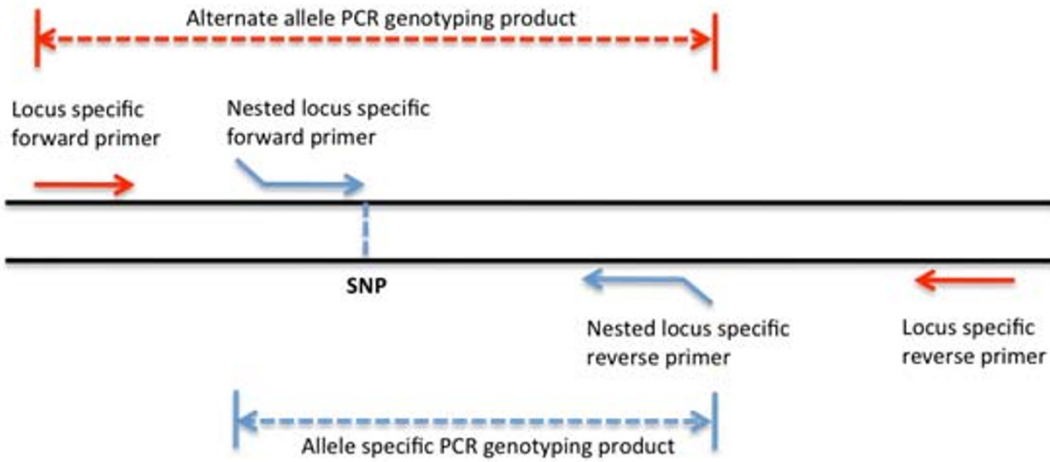 Alternate allele PCR genotyping product
Locus specific
forward primer
Nested locus specific
forward primer
SNP
Nested locus specific
reverse primer
Locus specific
reverse primer
Allele specific PCR genotyping product